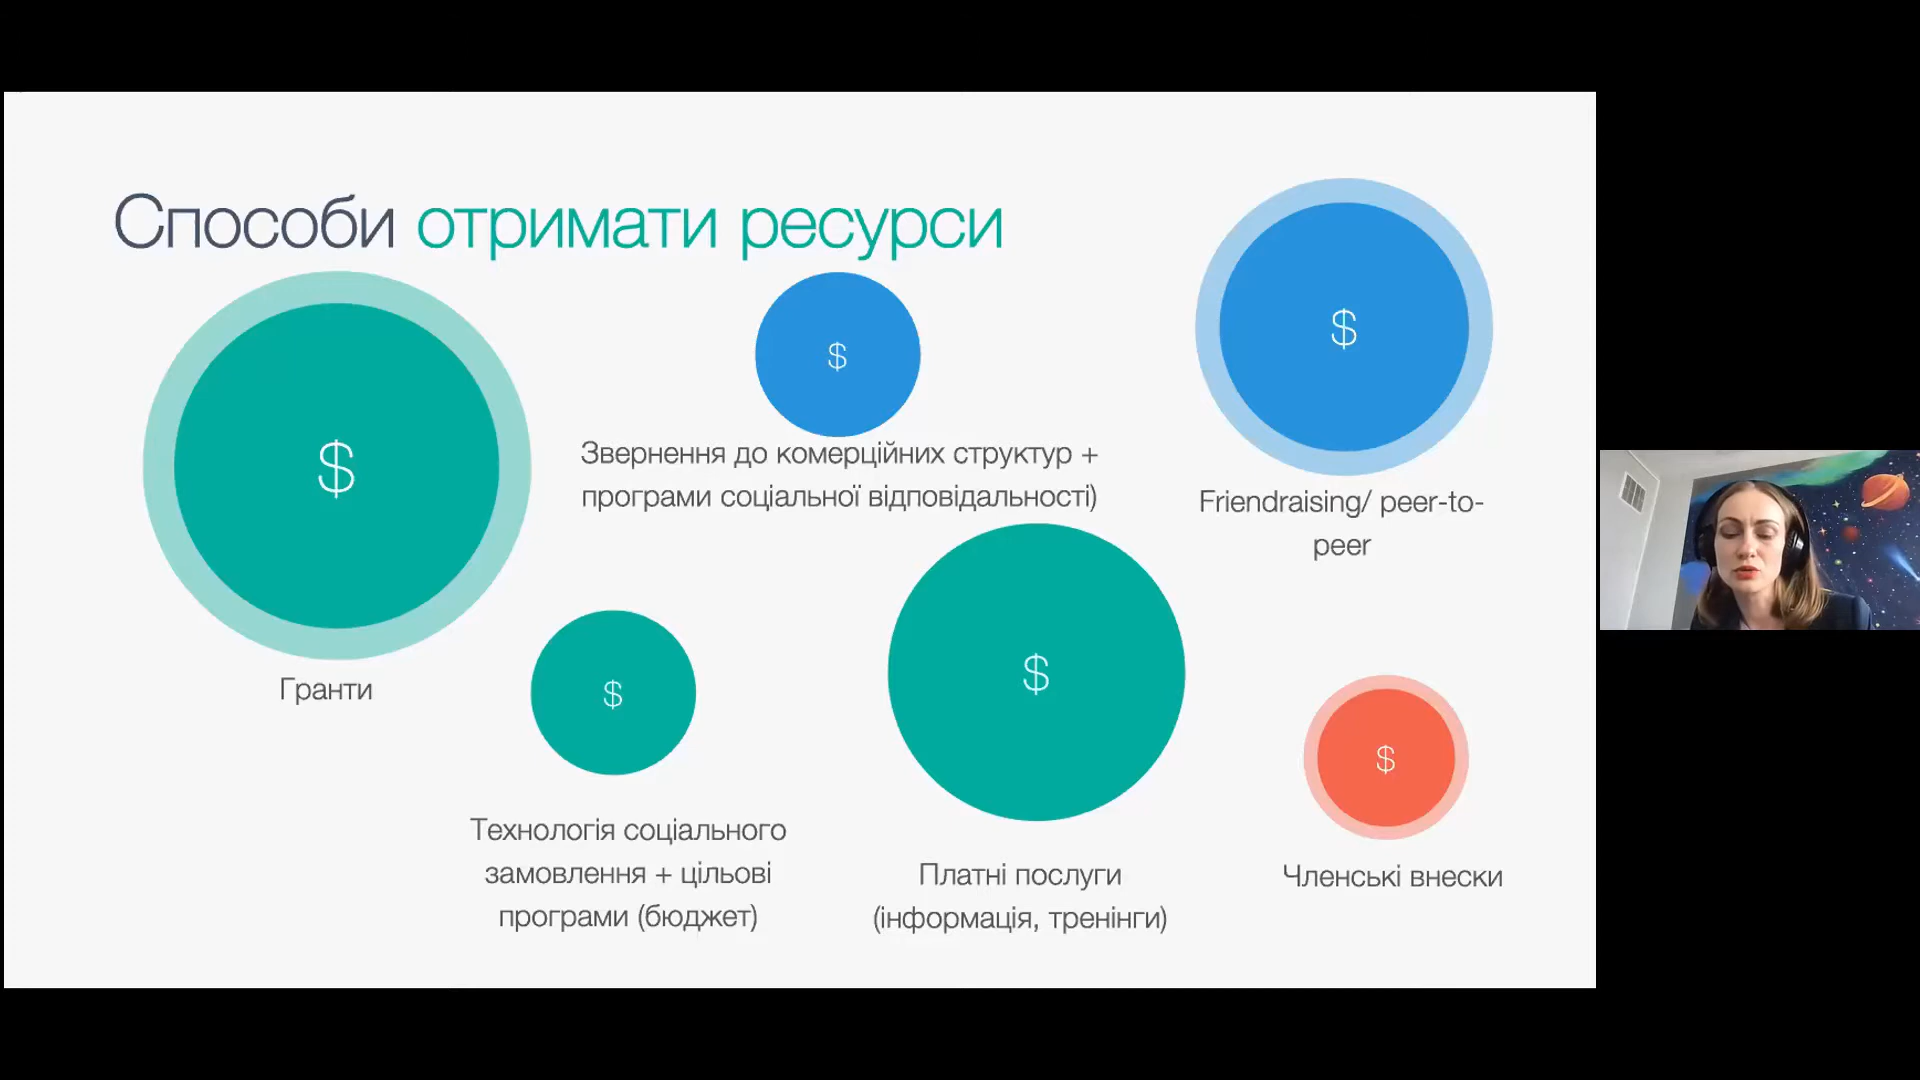 Способи отримати ресурси
$
Гранти
$
Звернення до комерційних структур +
програми соціальної відповідальності)
$
Friendraising/ peer-to-
peer
$
Технологія соціального
замовлення + цільові
програми (бюджет)
$
Платні послуги
(інформація, тренінги)
$
Членські внески